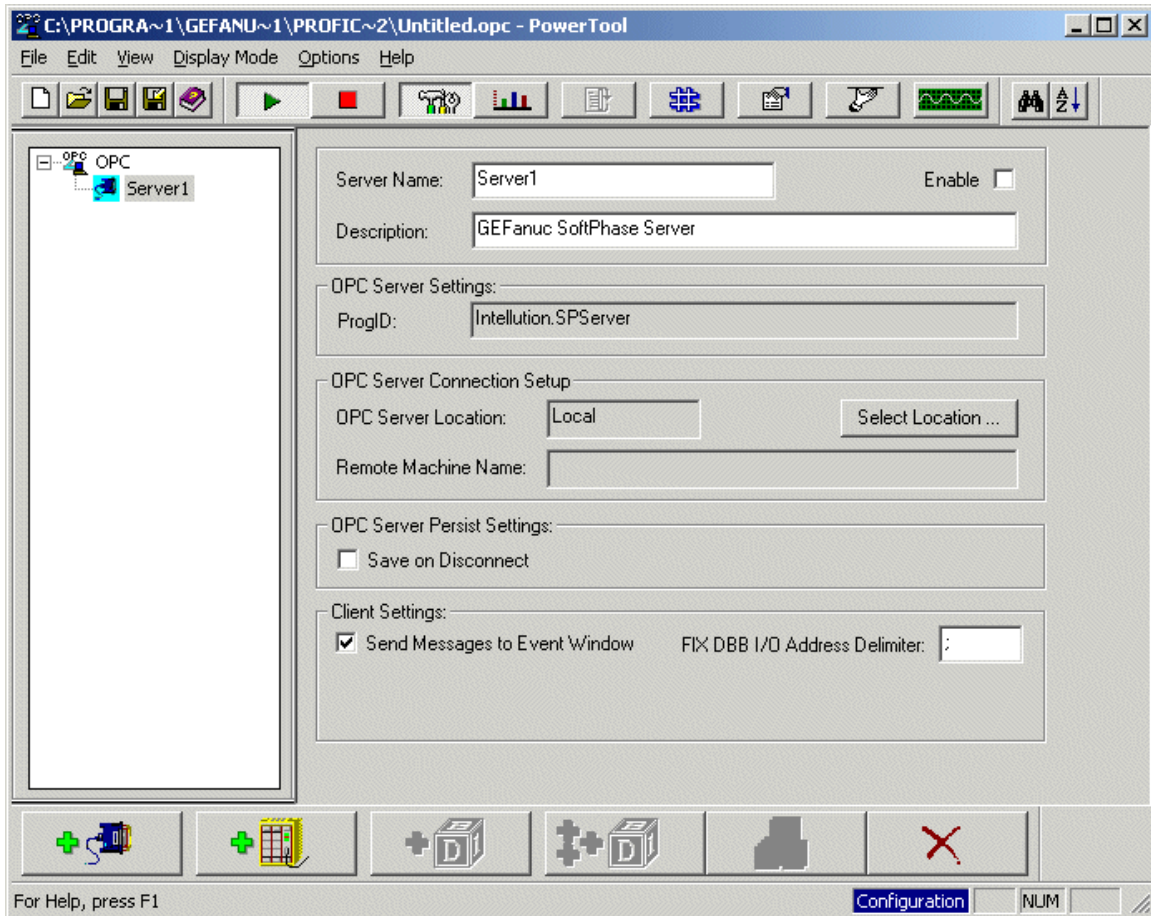 C:\PROGRA~1\GEFANU~1\PROFIC~2\Untitled.opc - PowerTool
File Edit View Display Mode Options Help
A
Z
OPC OPC
Server1
Server Name: Server1 Enable
Description: GEFanuc SoftPhase Server
OPC Server Settings:
ProgID: Intellution.SPServer
OPC Server Connection Setup
OPC Server Location: Local Select Location ...
Remote Machine Name:
OPC Server Persist Settings:
Save on Disconnect
Client Settings:
Send Messages to Event Window FIX DBB I/O Address Delimiter: ;
D D
For Help, press F1 Configuration NUM